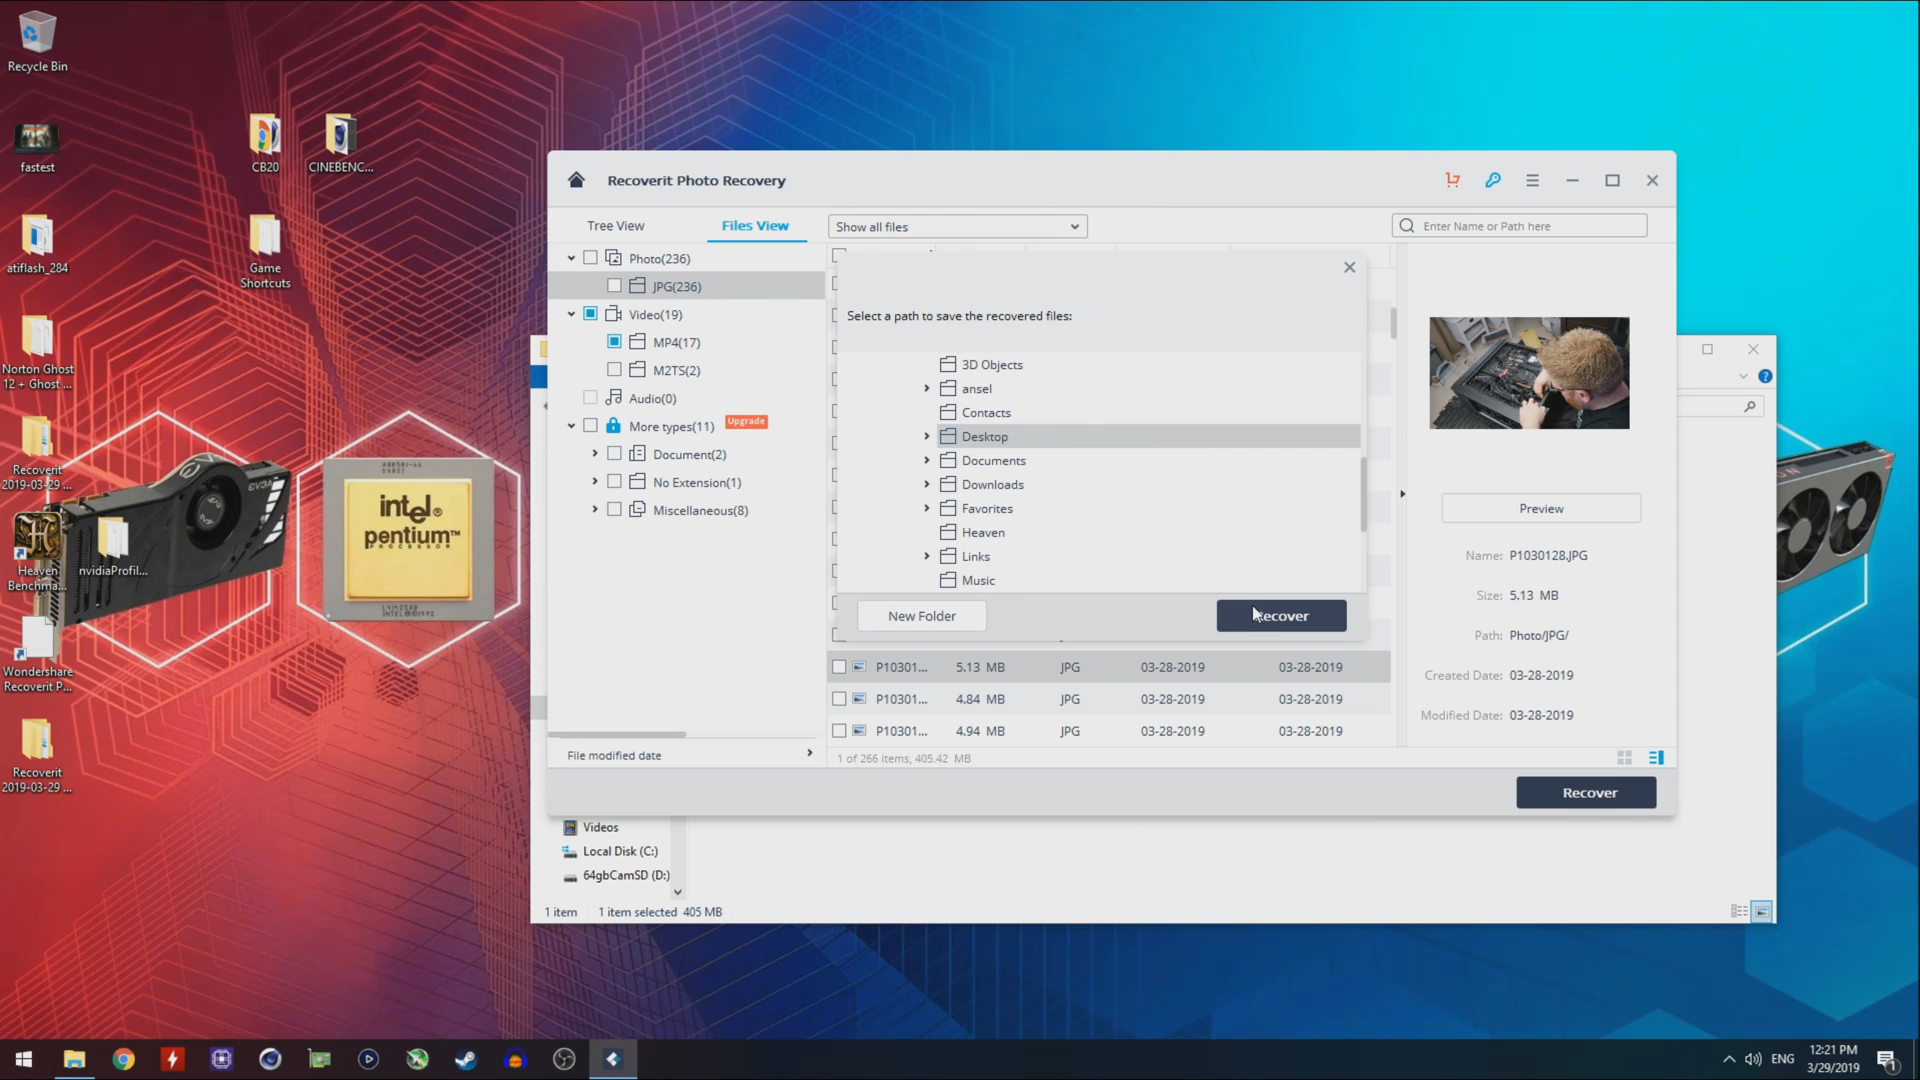 Recycle Bin
fastest
CB20
CINEBENC...
atiflash_284
Game
Shortcuts
Norton Ghost
12 + Ghost ...
Recoverit
2019-03-29 ...
Heaven
Benchma...
nvidiaProfil...
Wondershare
Recoverit P...
Recoverit
2019-03-29 ...
EVGA
intel®
pentium™
PROCESSOR
INTEL®©1992
Recoverit Photo Recovery
Tree View
Files View
Show all files
Enter Name or Path here
Photo(236)
JPG(236)
Video(19)
MP4(17)
M2TS(2)
Audio(0)
More types(11)
Upgrade
Document(2)
No Extension(1)
Miscellaneous(8)
File modified date
Select a path to save the recovered files:
3D Objects
ansel
Contacts
Desktop
Documents
Downloads
Favorites
Heaven
Links
Music
New Folder
Recover
P10301... 5.13 MB JPG 03-28-2019 03-28-2019
P10301... 4.84 MB JPG 03-28-2019 03-28-2019
P10301... 4.94 MB JPG 03-28-2019 03-28-2019
1 of 266 items, 405.42 MB
Preview
Name: P1030128.JPG
Size: 5.13 MB
Path: Photo/JPG/
Created Date: 03-28-2019
Modified Date: 03-28-2019
Recover
Videos
Local Disk (C:)
64gbCamSD (D:)
1 item 1 item selected 405 MB
ENG
12:21 PM
3/29/2019
1